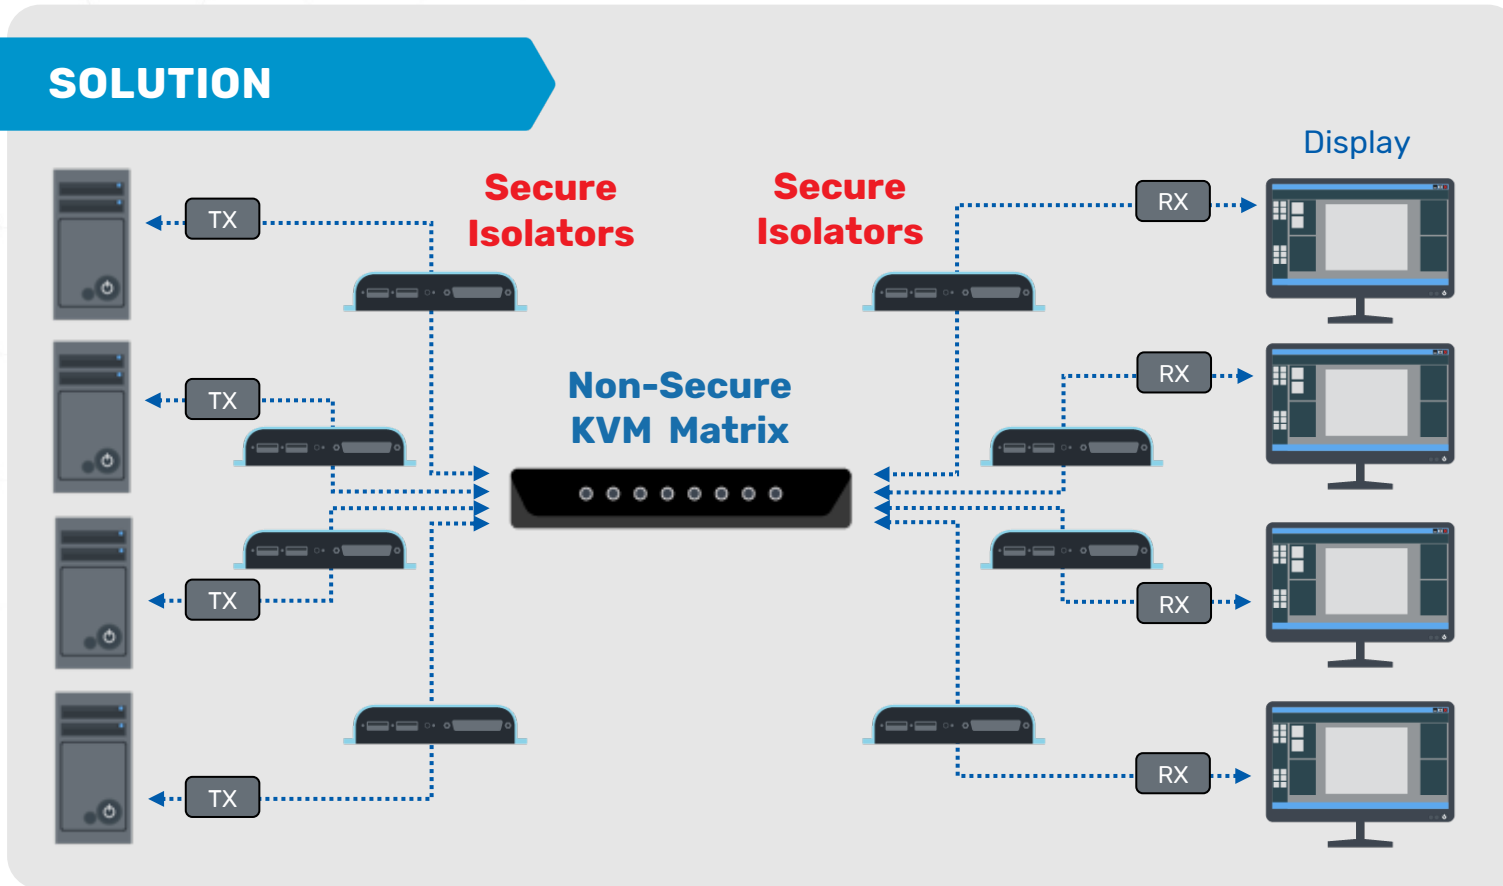 SOLUTION
Display
Secure
Isolators
Secure
Isolators
TX
RX
Non-Secure
KVM Matrix
TX
RX
TX
RX
TX
RX